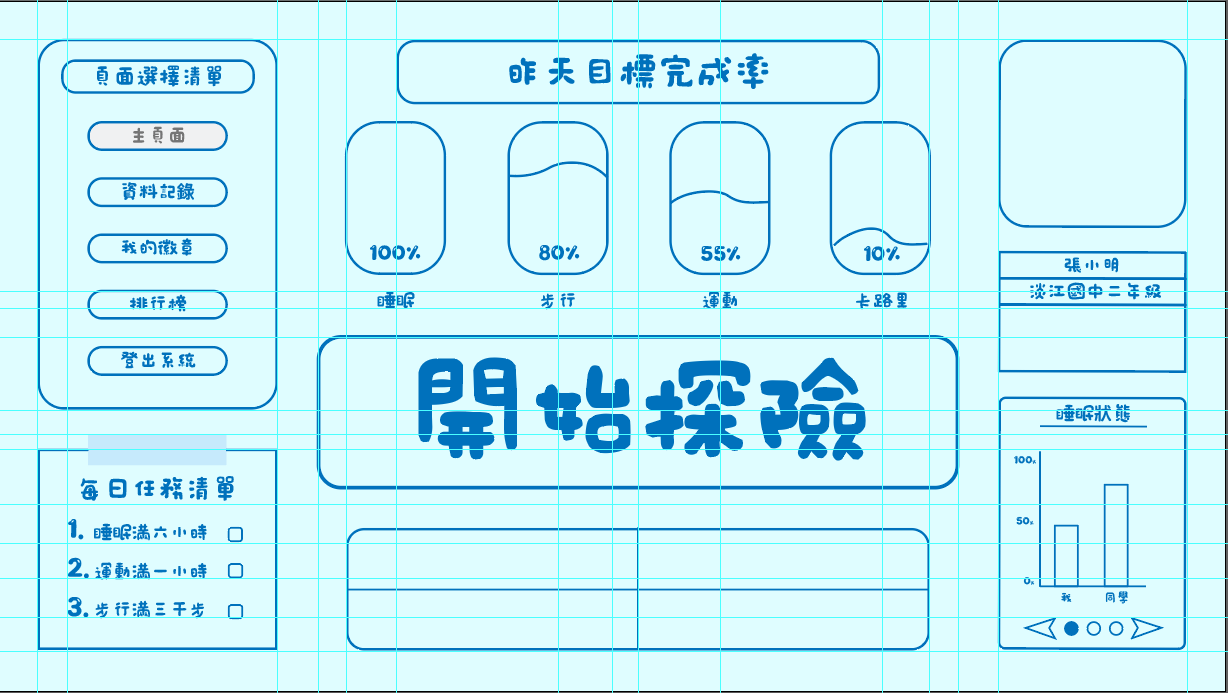 頁面選擇清單
主頁面
資料記錄
我的徽章
排行榜
登出系統
每日任務清單
1. 睡眠滿六小時
2. 運動滿一小時
3. 步行滿三千步
昨天目標完成率
100% 80% 55% 10%
睡眠 步行 運動 卡路里
開始探險
張小明
淡江國中二年級
睡眠狀態
100%
50%
0%
我 同學